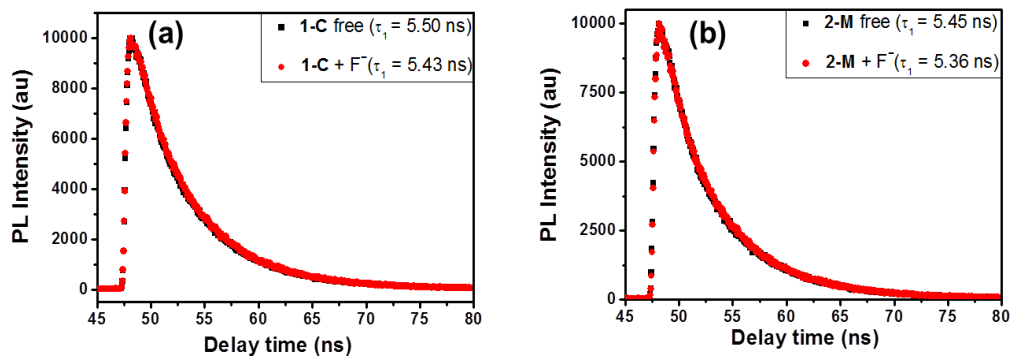 (a)
1-C free (τ1 = 5.50 ns)
1-C + F⁻(τ1 = 5.43 ns)
10000
8000
6000
4000
2000
0
PL Intensity (au)
45 50 55 60 65 70 75 80
Delay time (ns)
(b)
2-M free (τ1 = 5.45 ns)
2-M + F⁻(τ1 = 5.36 ns)
10000
7500
5000
2500
0
PL Intensity (au)
45 50 55 60 65 70 75 80
Delay time (ns)